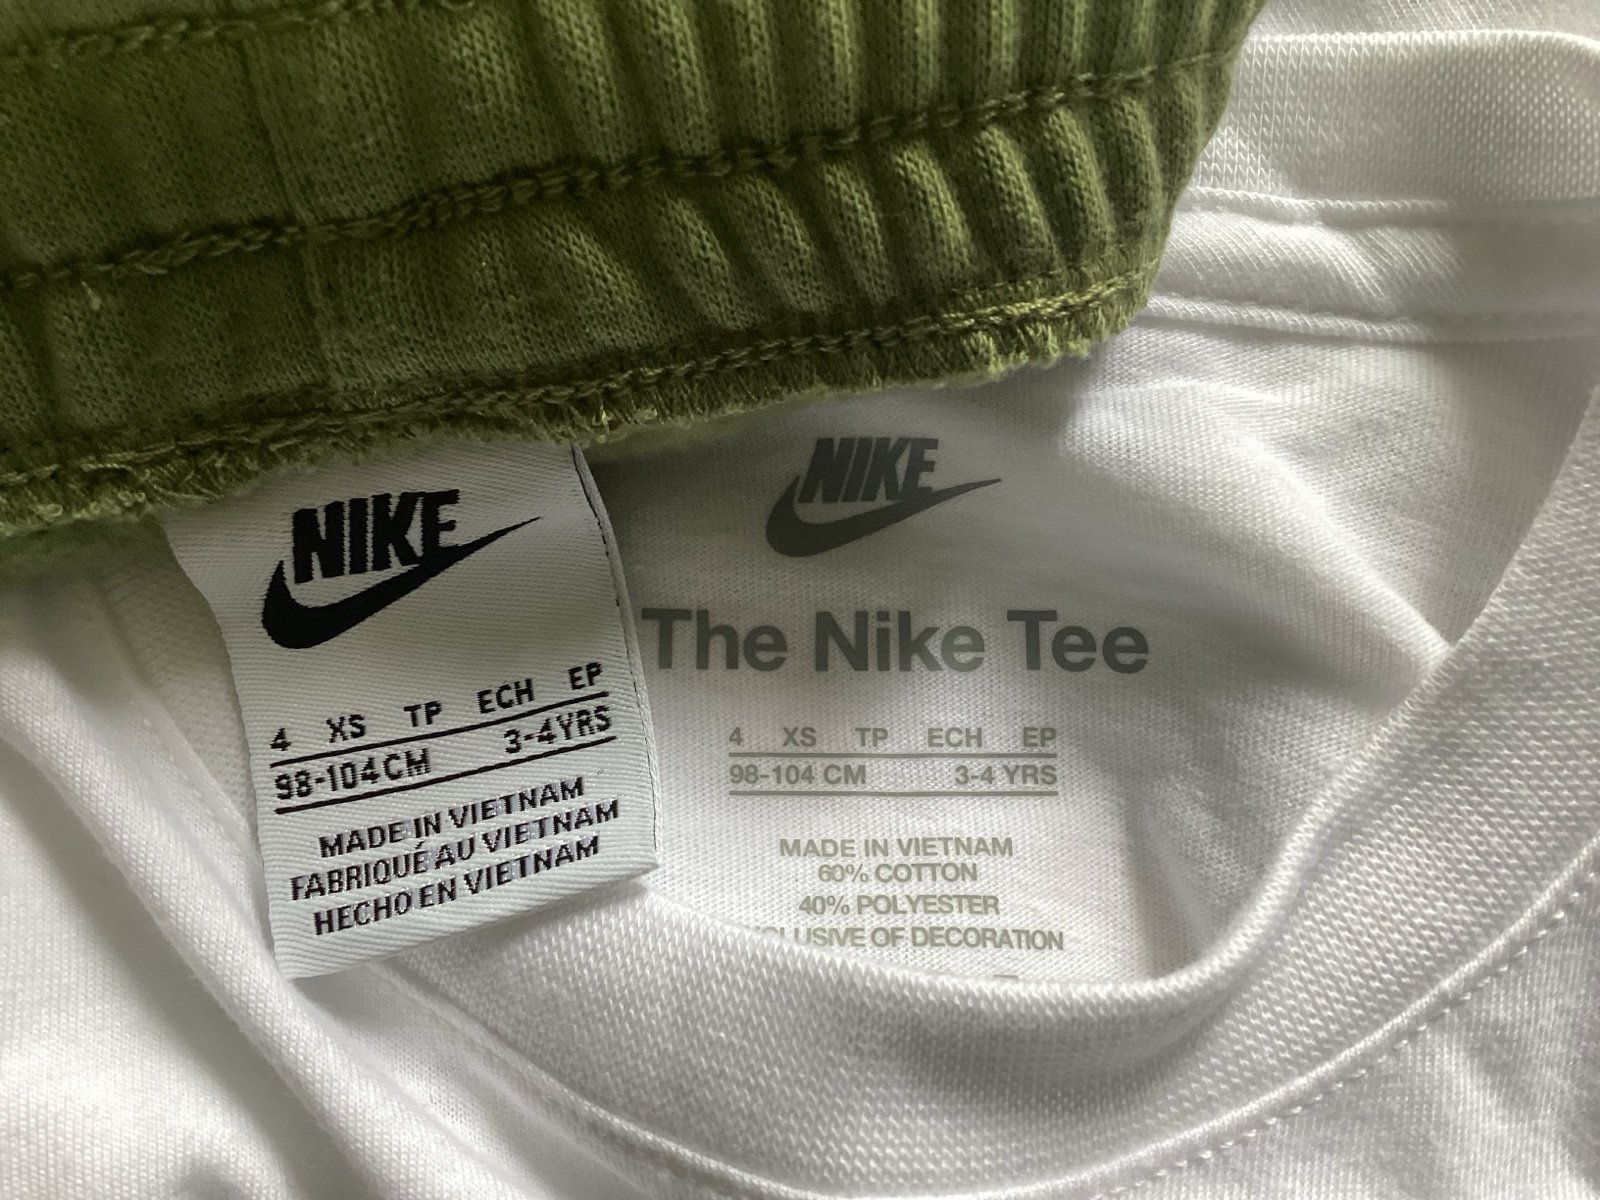 NIKE
4 XS TP ECH EP
98-104 CM 3-4YRS
MADE IN VIETNAM
FABRIQUÉ AU VIETNAM
HECHO EN VIETNAM
NIKE
The Nike Tee
4 XS TP ECH EP
98-104 CM 3-4 YRS
MADE IN VIETNAM
60% COTTON
40% POLYESTER
OF DECORATION